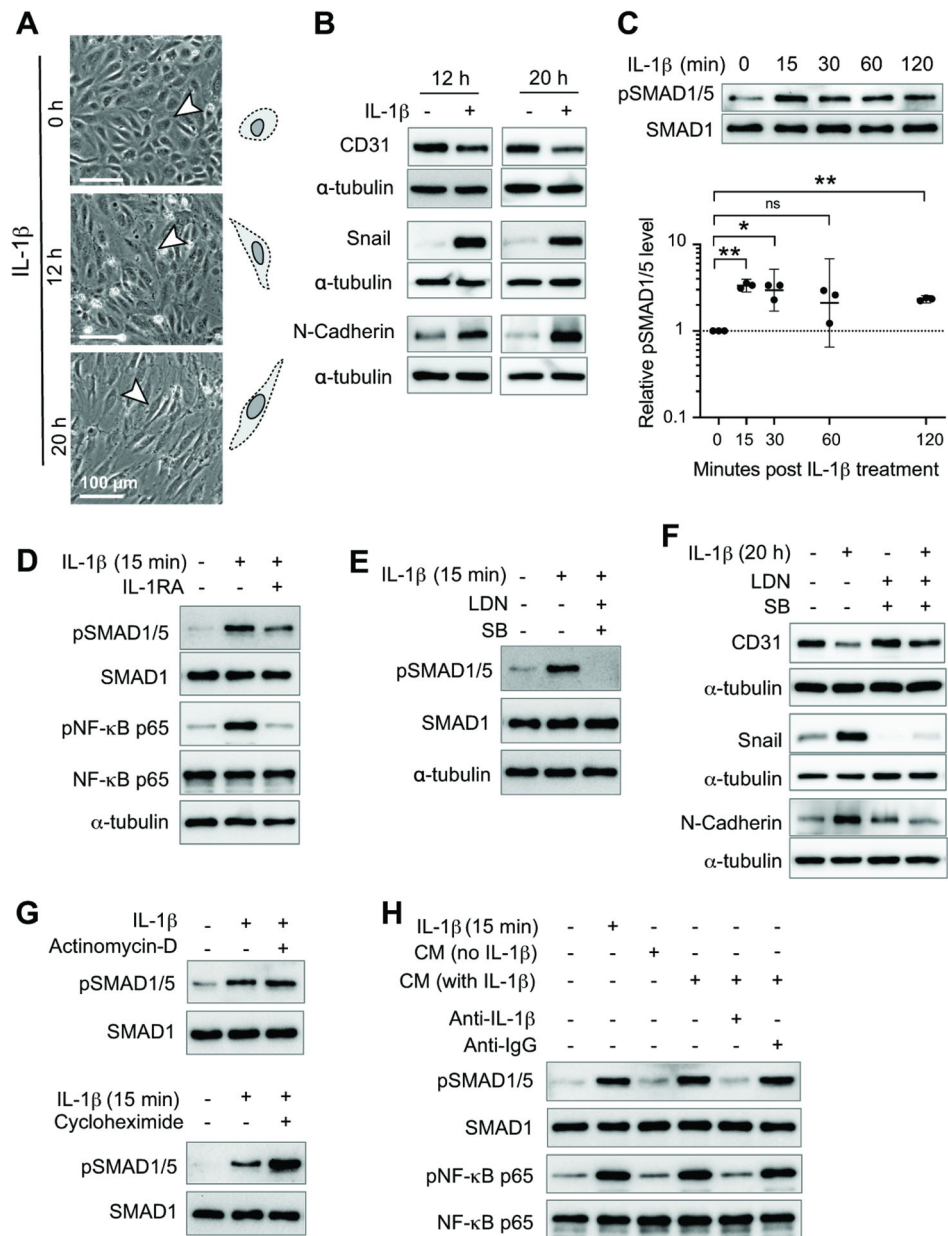 A
IL-1β
0 h
12 h
20 h
100 µm
B
12 h 20 h
IL-1β - + - +
CD31
α-tubulin
Snail
α-tubulin
N-Cadherin
α-tubulin
C
IL-1β (min) 0 15 30 60 120
pSMAD1/5
SMAD1
**
ns
*
**
10
1
0.1
Relative pSMAD1/5 level
0 15 30 60 120
Minutes post IL-1β treatment
D
IL-1β (15 min) - + +
IL-1RA - - +
pSMAD1/5
SMAD1
pNF-κB p65
NF-κB p65
α-tubulin
E
IL-1β (15 min) - + +
LDN - - +
SB - - +
pSMAD1/5
SMAD1
α-tubulin
F
IL-1β (20 h) - + - +
LDN - - + +
SB - - + +
CD31
α-tubulin
Snail
α-tubulin
N-Cadherin
α-tubulin
G
IL-1β - + +
Actinomycin-D - - +
pSMAD1/5
SMAD1
IL-1β (15 min) - + +
Cycloheximide - - +
pSMAD1/5
SMAD1
H
IL-1β (15 min) - + - - - -
CM (no IL-1β) - - + - - -
CM (with IL-1β) - - - + + +
Anti-IL-1β - - - - + -
Anti-IgG - - - - - +
pSMAD1/5
SMAD1
pNF-κB p65
NF-κB p65